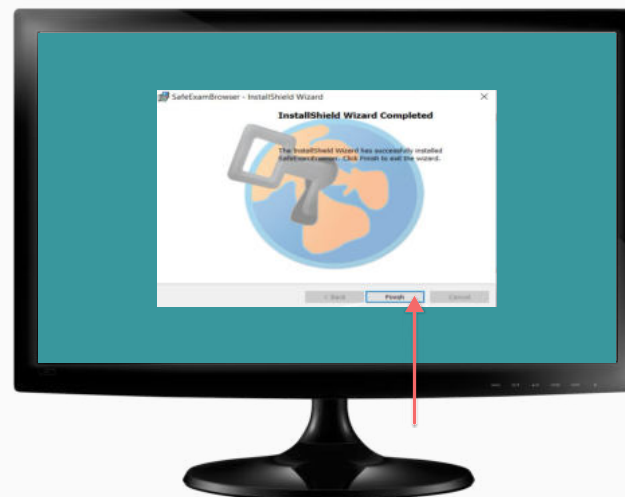 SafeExamBrowser - InstallShield Wizard
InstallShield Wizard Completed
The InstallShield Wizard has successfully installed
SafeExamBrowser. Click Finish to exit the wizard.
< Back
Finish
Cancel